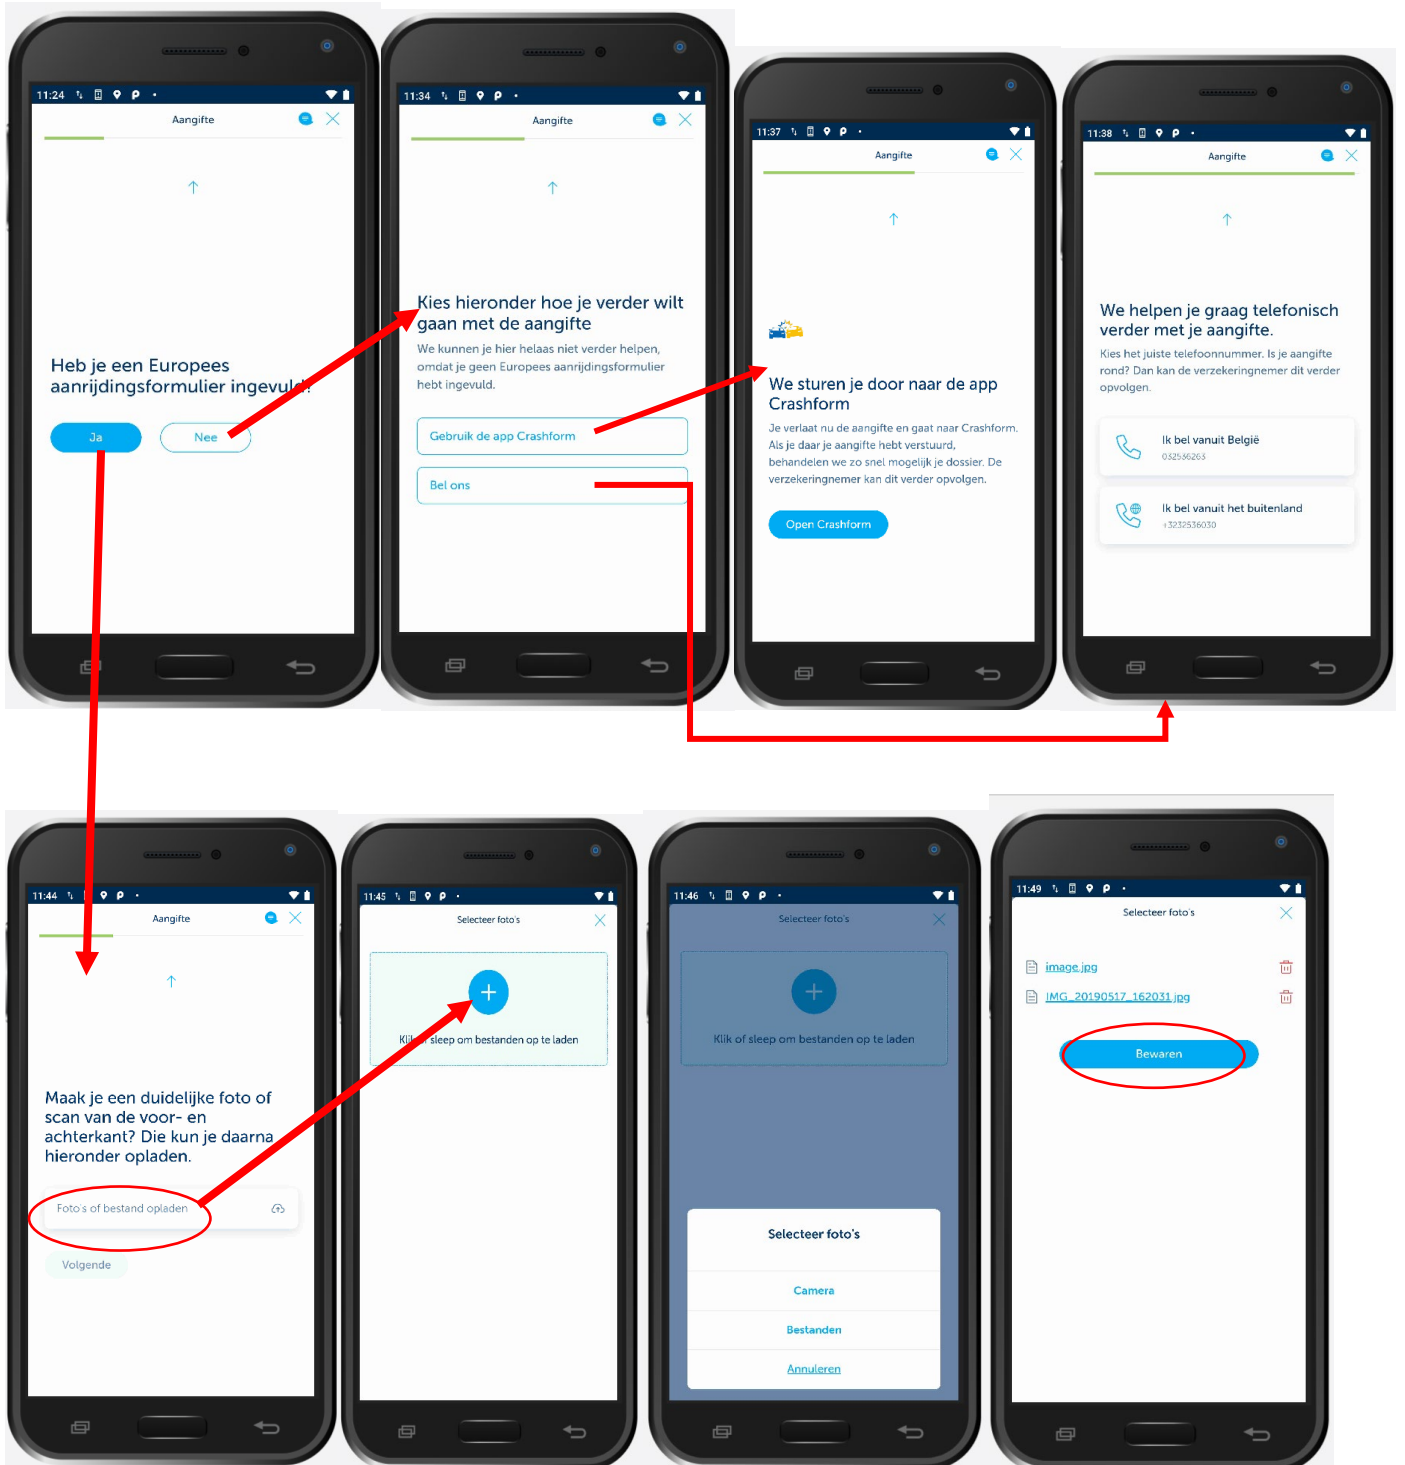 11:24
Aangifte
Heb je een Europees
aanrijdingsformulier ingevuld?
Ja
Nee
11:34
Aangifte
Kies hieronder hoe je verder wilt
gaan met de aangifte
We kunnen je hier helaas niet verder helpen,
omdat je geen Europees aanrijdingsformulier
hebt ingevuld.
Gebruik de app Crashform
Bel ons
11:37
Aangifte
We sturen je door naar de app
Crashform
Je verlaat nu de aangifte en gaat naar Crashform.
Als je daar je aangifte hebt verstuurd,
behandelen we zo snel mogelijk je dossier. De
verzekeringnemer kan dit verder opvolgen.
Open Crashform
11:38
Aangifte
We helpen je graag telefonisch
verder met je aangifte.
Kies het juiste telefoonnummer. Is je aangifte
rond? Dan kan de verzekeringnemer dit verder
opvolgen.
Ik bel vanuit België
032536263
Ik bel vanuit het buitenland
+3232536030
11:44
Aangifte
Maak je een duidelijke foto of
scan van de voor- en
achterkant? Die kun je daarna
hieronder opladen.
Foto's of bestand opladen
Volgende
11:45
Selecteer foto's
Klik of sleep om bestanden op te laden
11:46
Selecteer foto's
Klik of sleep om bestanden op te laden
Selecteer foto's
Camera
Bestanden
Annuleren
11:49
Selecteer foto's
image.jpg
IMG_20190517_162031.jpg
Bewaren